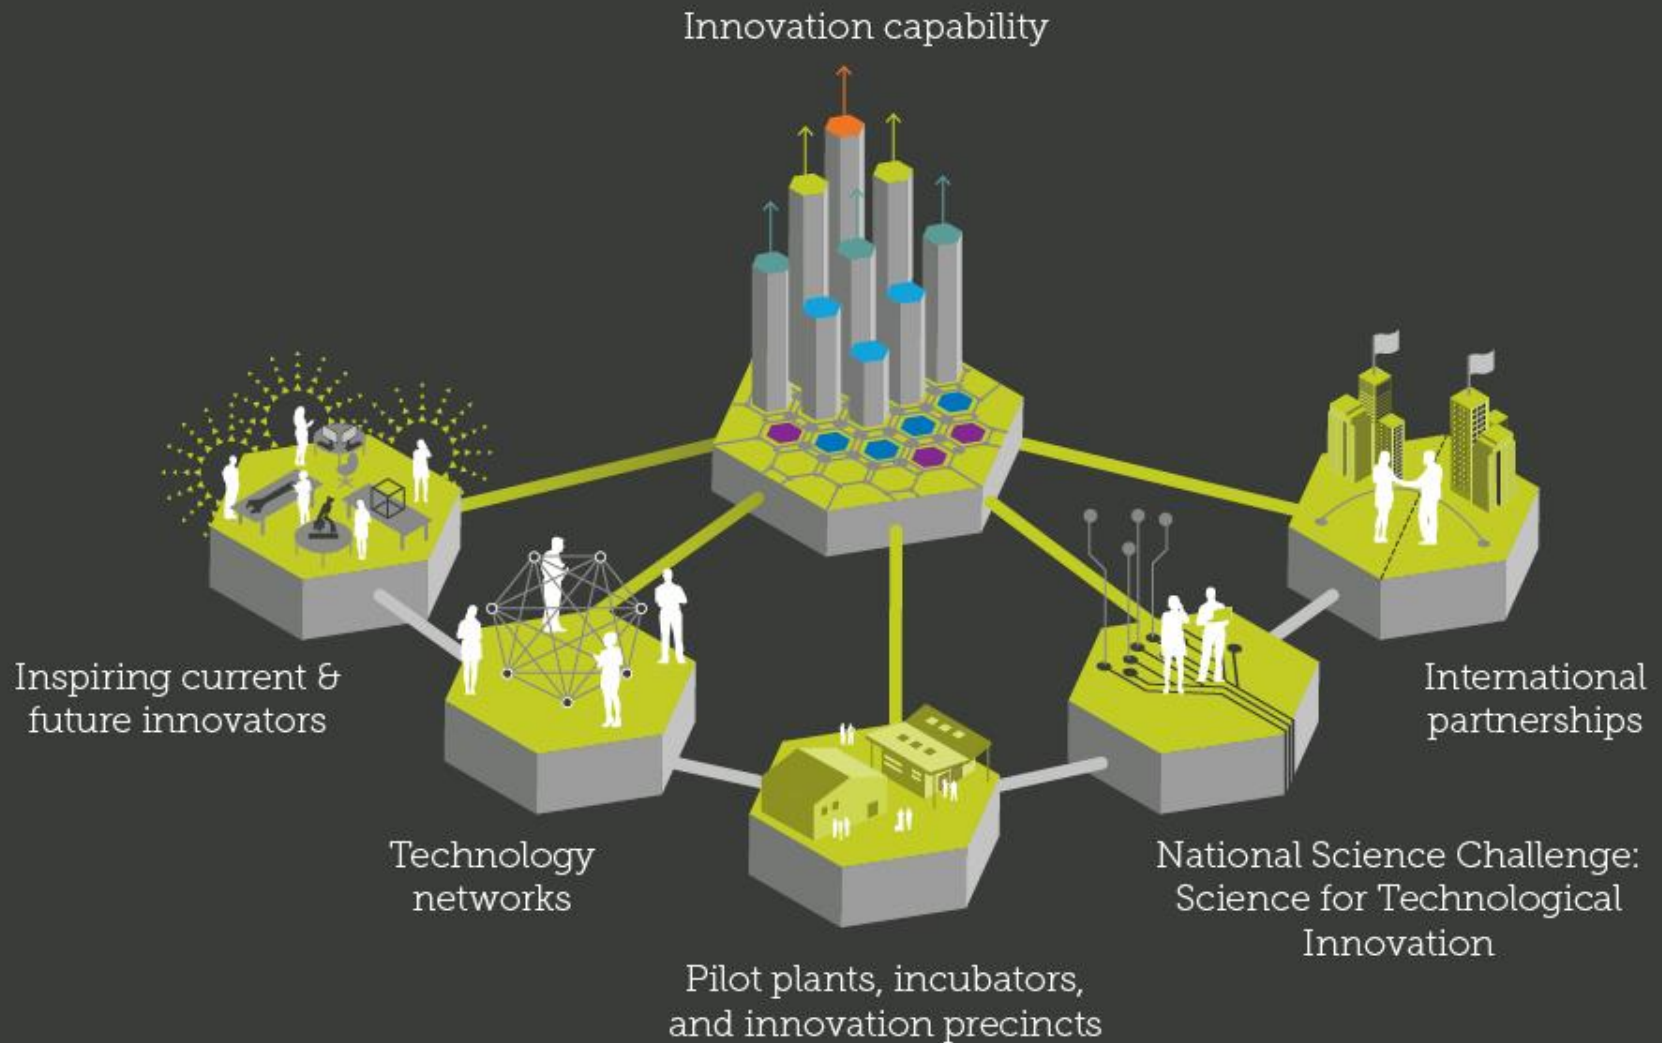 Innovation capability
Inspiring current &
future innovators
International
partnerships
Technology
networks
National Science Challenge:
Science for Technological
Innovation
Pilot plants, incubators,
and innovation precincts